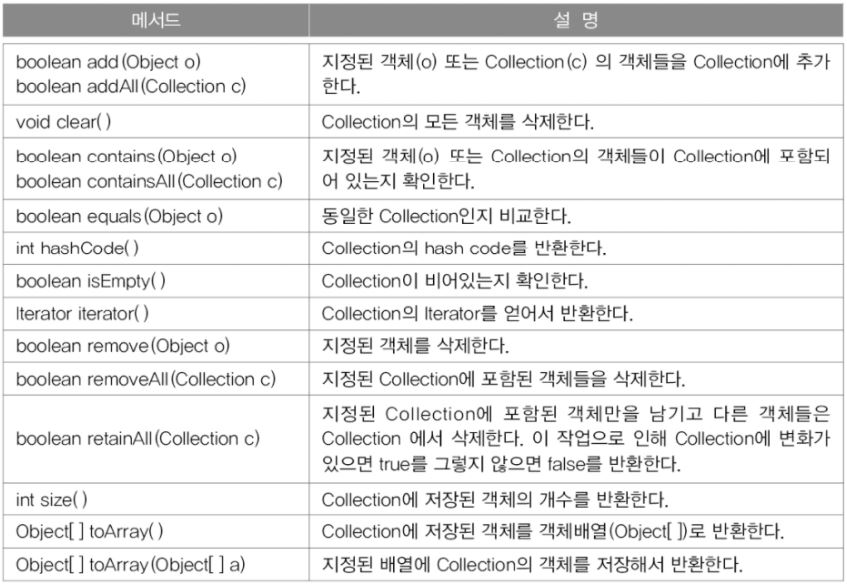 메서드 설 명
boolean add(Object o)
boolean addAll(Collection c)
지정된 객체(o) 또는 Collection(c) 의 객체들을 Collection에 추가
한다.
void clear( )
Collection의 모든 객체를 삭제한다.
boolean contains(Object o)
boolean containsAll(Collection c)
지정된 객체(o) 또는 Collection의 객체들이 Collection에 포함되
어 있는지 확인한다.
boolean equals(Object o)
동일한 Collection인지 비교한다.
int hashCode( )
Collection의 hash code를 반환한다.
boolean isEmpty( )
Collection이 비어있는지 확인한다.
Iterator iterator( )
Collection의 Iterator를 얻어서 반환한다.
boolean remove(Object o)
지정된 객체를 삭제한다.
boolean removeAll(Collection c)
지정된 Collection에 포함된 객체들을 삭제한다.
boolean retainAll(Collection c)
지정된 Collection에 포함된 객체만을 남기고 다른 객체들은
Collection 에서 삭제한다. 이 작업으로 인해 Collection에 변화가
있으면 true를 그렇지 않으면 false를 반환한다.
int size( )
Collection에 저장된 객체의 개수를 반환한다.
Object[ ] toArray( )
Collection에 저장된 객체를 객체배열(Object[ ])로 반환한다.
Object[ ] toArray(Object[ ] a)
지정된 배열에 Collection의 객체를 저장해서 반환한다.